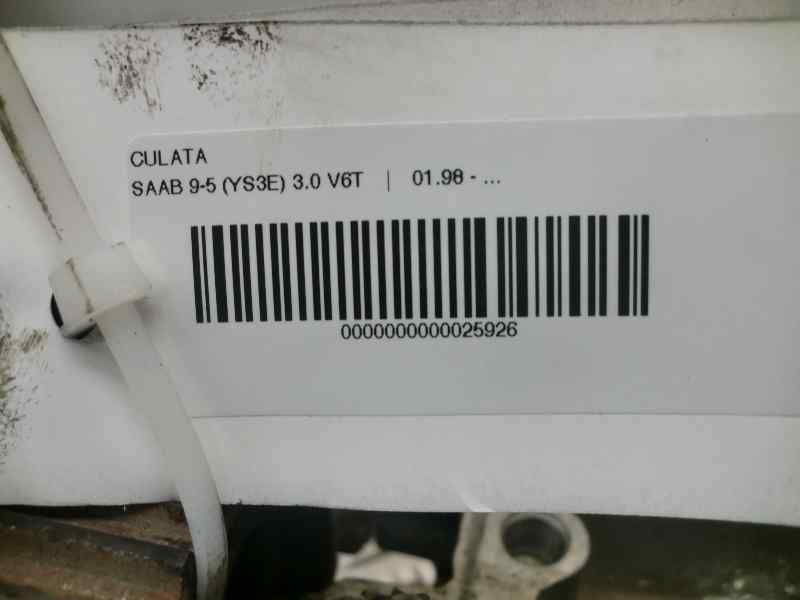 CULATA
SAAB 9-5 (YS3E) 3.0 V6T | 01.98 - ...
0000000000025926